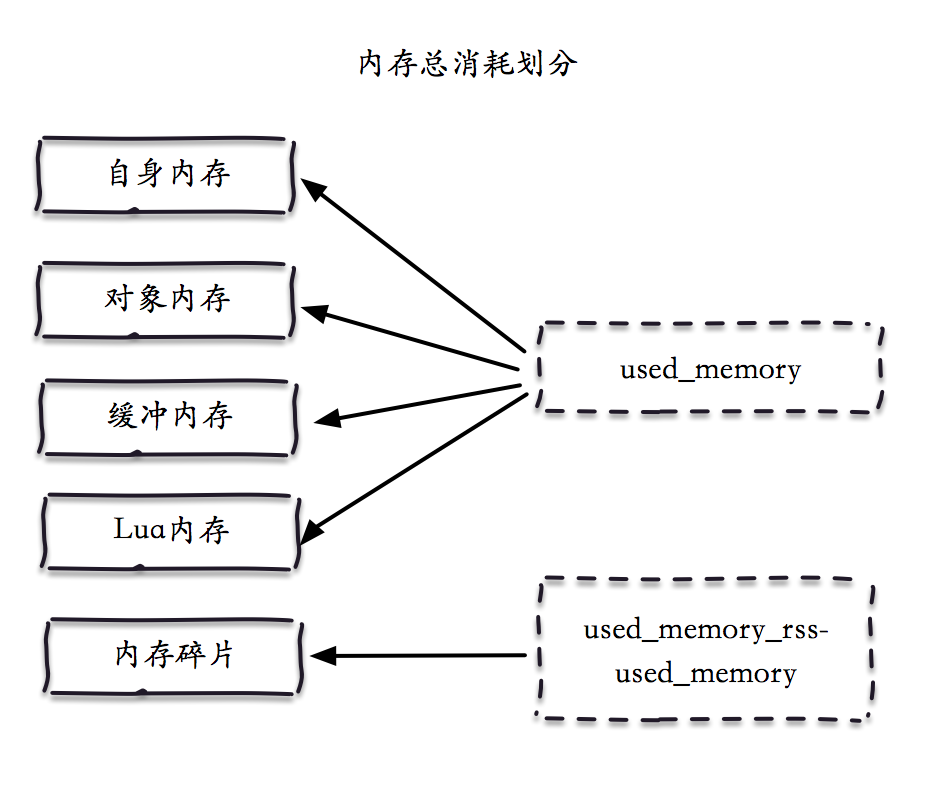 内存总消耗划分
自身内存
对象内存
缓冲内存
Lua内存
内存碎片
used_memory
used_memory_rss-
used_memory